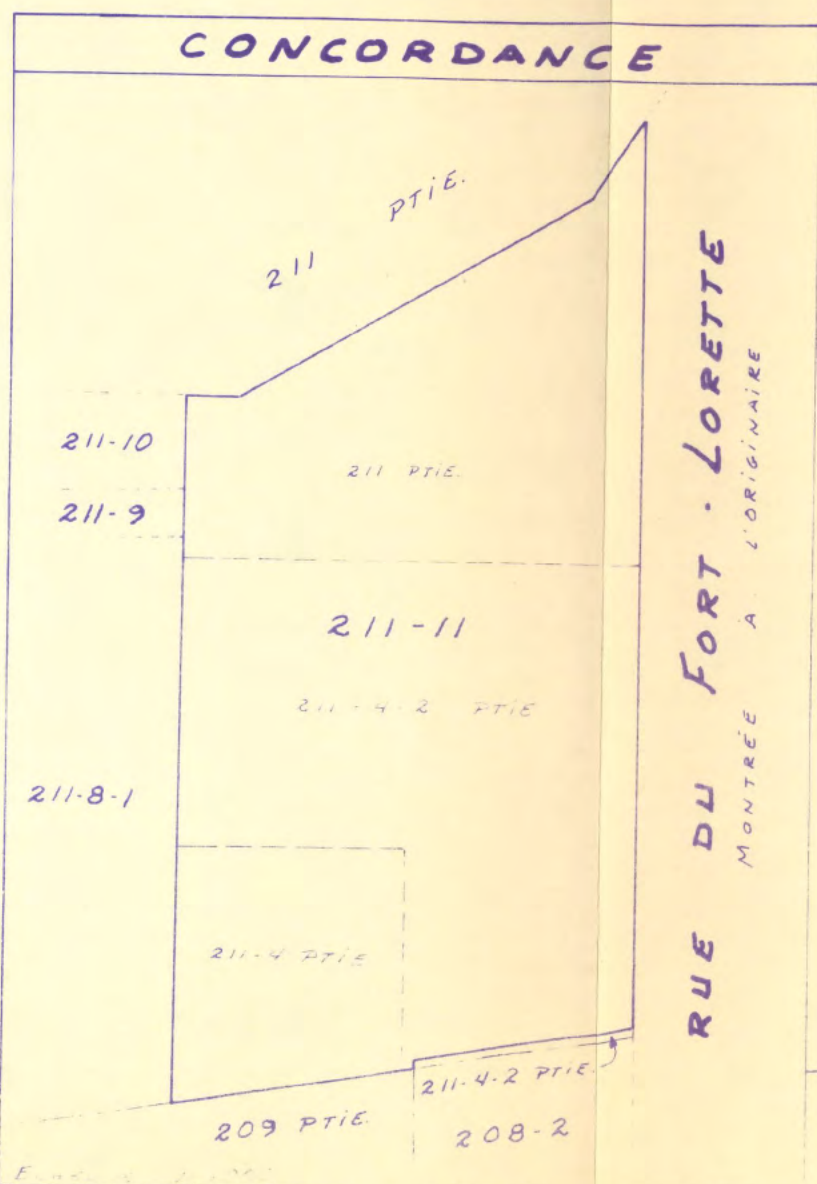 CONCORDANCE
211 PTIE.
211-10
211 PTIE.
211-9
211-11
211-4-2 PTIE
211-8-1
211-4 PTIE
211-4-2 PTIE.
209 PTIE.
208-2
RUE DU FORT · LORETTE
MONTRÉE À L'ORIGINAIRE